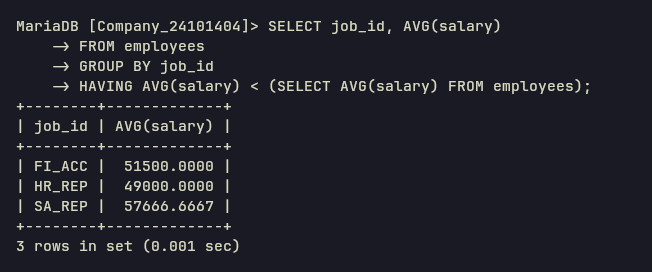 MariaDB [Company_24101404]> SELECT job_id, AVG(salary)
    -> FROM employees
    -> GROUP BY job_id
    -> HAVING AVG(salary) < (SELECT AVG(salary) FROM employees);
+--------+-------------+
| job_id | AVG(salary) |
+--------+-------------+
| FI_ACC |  51500.0000 |
| HR_REP |  49000.0000 |
| SA_REP |  57666.6667 |
+--------+-------------+
3 rows in set (0.001 sec)